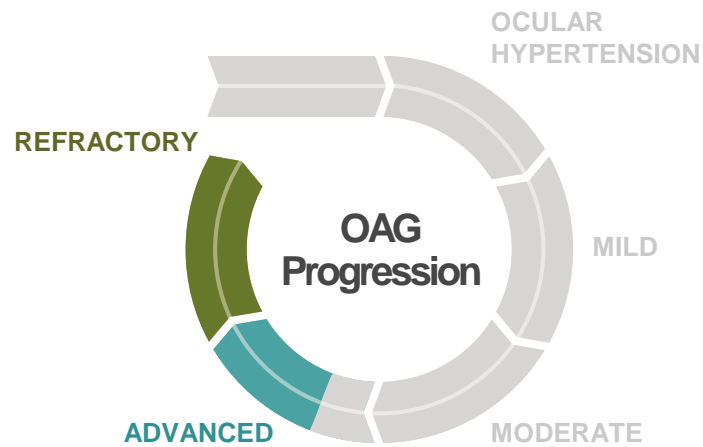 OCULAR
HYPERTENSION
REFRACTORY
OAG
Progression
MILD
ADVANCED
MODERATE